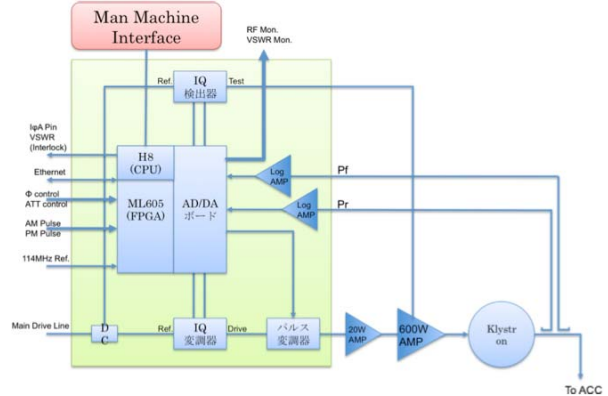 Man Machine
Interface
RF Mon.
VSWR Mon.
Ref.
IQ
検出器
Test
IφA Pin
VSWR
(Interlock)
H8
(CPU)
Log
AMP
Pf
Ethernet
Φ control
ATT control
ML605
(FPGA)
AD/DA
ボード
Log
AMP
Pr
AM Pulse
PM Pulse
114MHz Ref.
Main Drive Line
D
C
Ref.
IQ
変調器
Drive
パルス
変調器
20W
AMP
600W
AMP
Klystr
on
To ACC